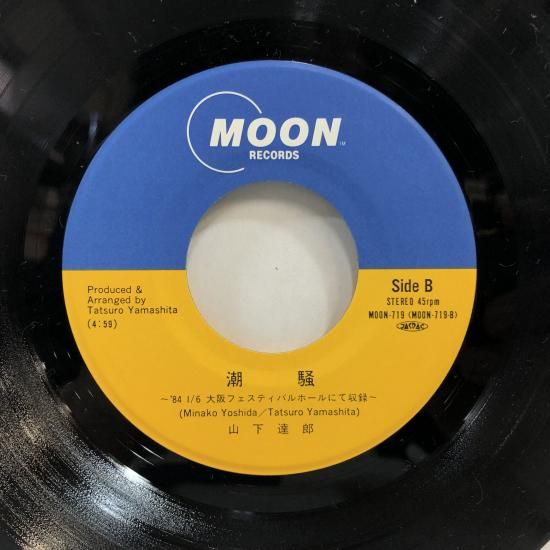 MOON TM
RECORDS
Produced &
Arranged by
Tatsuro Yamashita
(4:59)
Side B
STEREO 45rpm
MOON-719 (MOON-719-B)
JASRAC
潮 騒
～'84 1/6 大阪フェスティバルホールにて収録～
(Minako Yoshida／Tatsuro Yamashita)
山下達郎